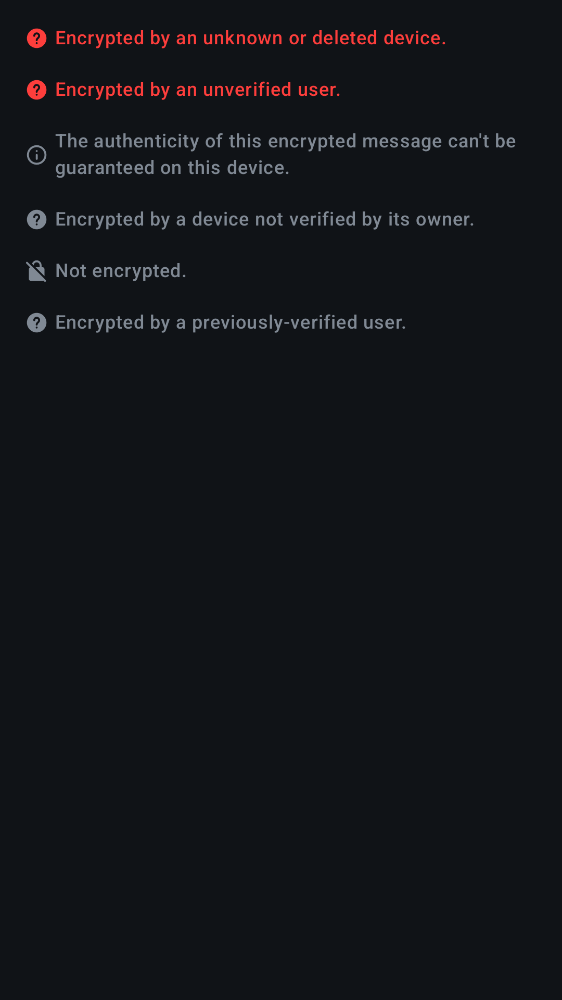 Encrypted by an unknown or deleted device.
Encrypted by an unverified user.
The authenticity of this encrypted message can't be
guaranteed on this device.
Encrypted by a device not verified by its owner.
Not encrypted.
Encrypted by a previously-verified user.